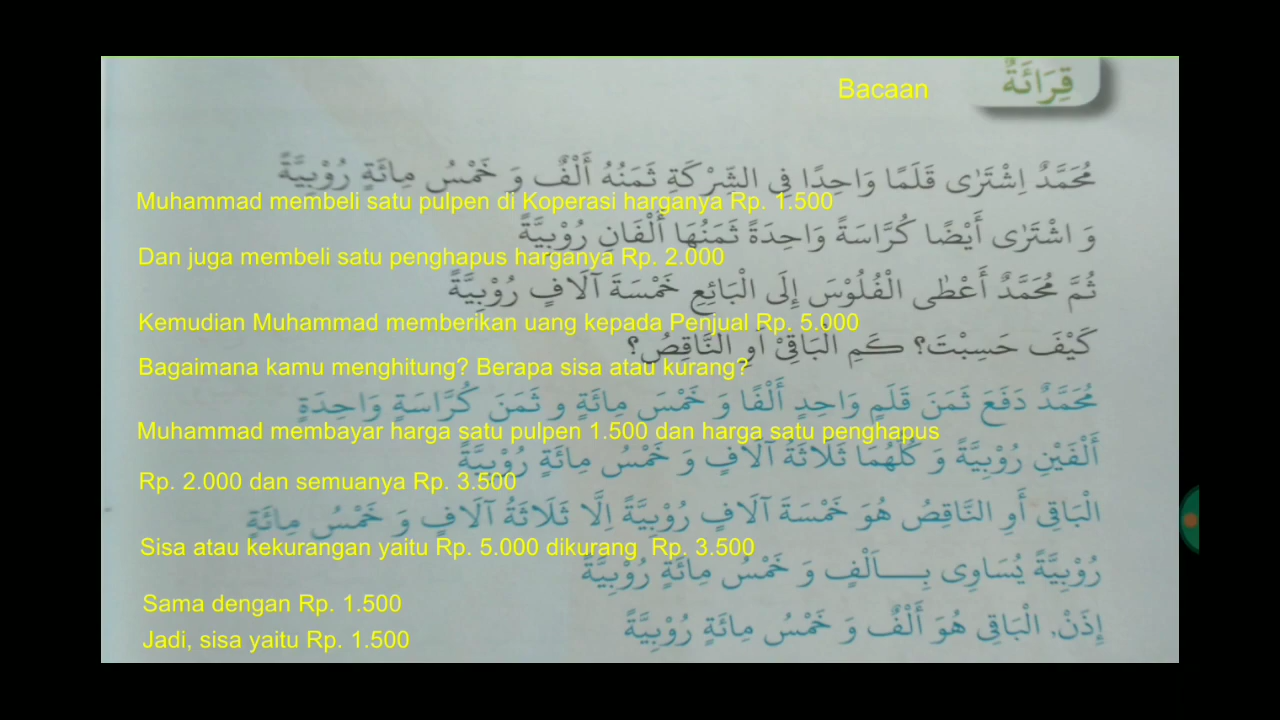 قِرَائَةٌ
Bacaan
مُحَمَّدٌ اِشْتَرٰى قَلَمًا وَاحِدًا فِي الشِّرْكَةِ ثَمَنُهُ أَلْفٌ وَ خَمْسُ مِائَةٍ رُوْبِيَّةً
Muhammad membeli satu pulpen di Koperasi harganya Rp. 1.500
وَ اشْتَرٰى أَيْضًا كُرَّاسَةً وَاحِدَةً ثَمَنُهَا أَلْفَانِ رُوْبِيَّةً
Dan juga membeli satu penghapus harganya Rp. 2.000
ثُمَّ مُحَمَّدٌ أَعْطٰى الْفُلُوْسَ إِلَى الْبَائِعِ خَمْسَةَ آلَافٍ رُوْبِيَّةً
Kemudian Muhammad memberikan uang kepada Penjual Rp. 5.000
كَيْفَ حَسِبْتَ؟ كَمِ الْبَاقِيْ أَوِ النَّاقِصُ؟
Bagaimana kamu menghitung? Berapa sisa atau kurang?
مُحَمَّدٌ دَفَعَ ثَمَنَ قَلَمٍ وَاحِدٍ أَلْفًا وَ خَمْسَ مِائَةٍ و ثَمَنَ كُرَّاسَةٍ وَاحِدَةٍ
Muhammad membayar harga satu pulpen 1.500 dan harga satu penghapus
أَلْفَيْنِ رُوْبِيَّةً وَ كُلُّهُمَا ثَلَاثَةُ آلَافٍ وَ خَمْسُ مِائَةٍ رُوْبِيَّةً
Rp. 2.000 dan semuanya Rp. 3.500
الْبَاقِى أَوِ النَّاقِصُ هُوَ خَمْسَةَ آلَافٍ رُوْبِيَّةً اِلَّا ثَلَاثَةُ آلَافٍ وَ خَمْسُ مِائَةٍ
Sisa atau kekurangan yaitu Rp. 5.000 dikurang Rp. 3.500
رُوْبِيَّةً يُسَاوِى بِـــاَلْفٍ وَ خَمْسُ مِائَةٍ رُوْبِيَّةً
Sama dengan Rp. 1.500
إِذَنْ, الْبَاقِى هُوَ أَلْفٌ وَ خَمْسُ مِائَةٍ رُوْبِيَّةً
Jadi, sisa yaitu Rp. 1.500